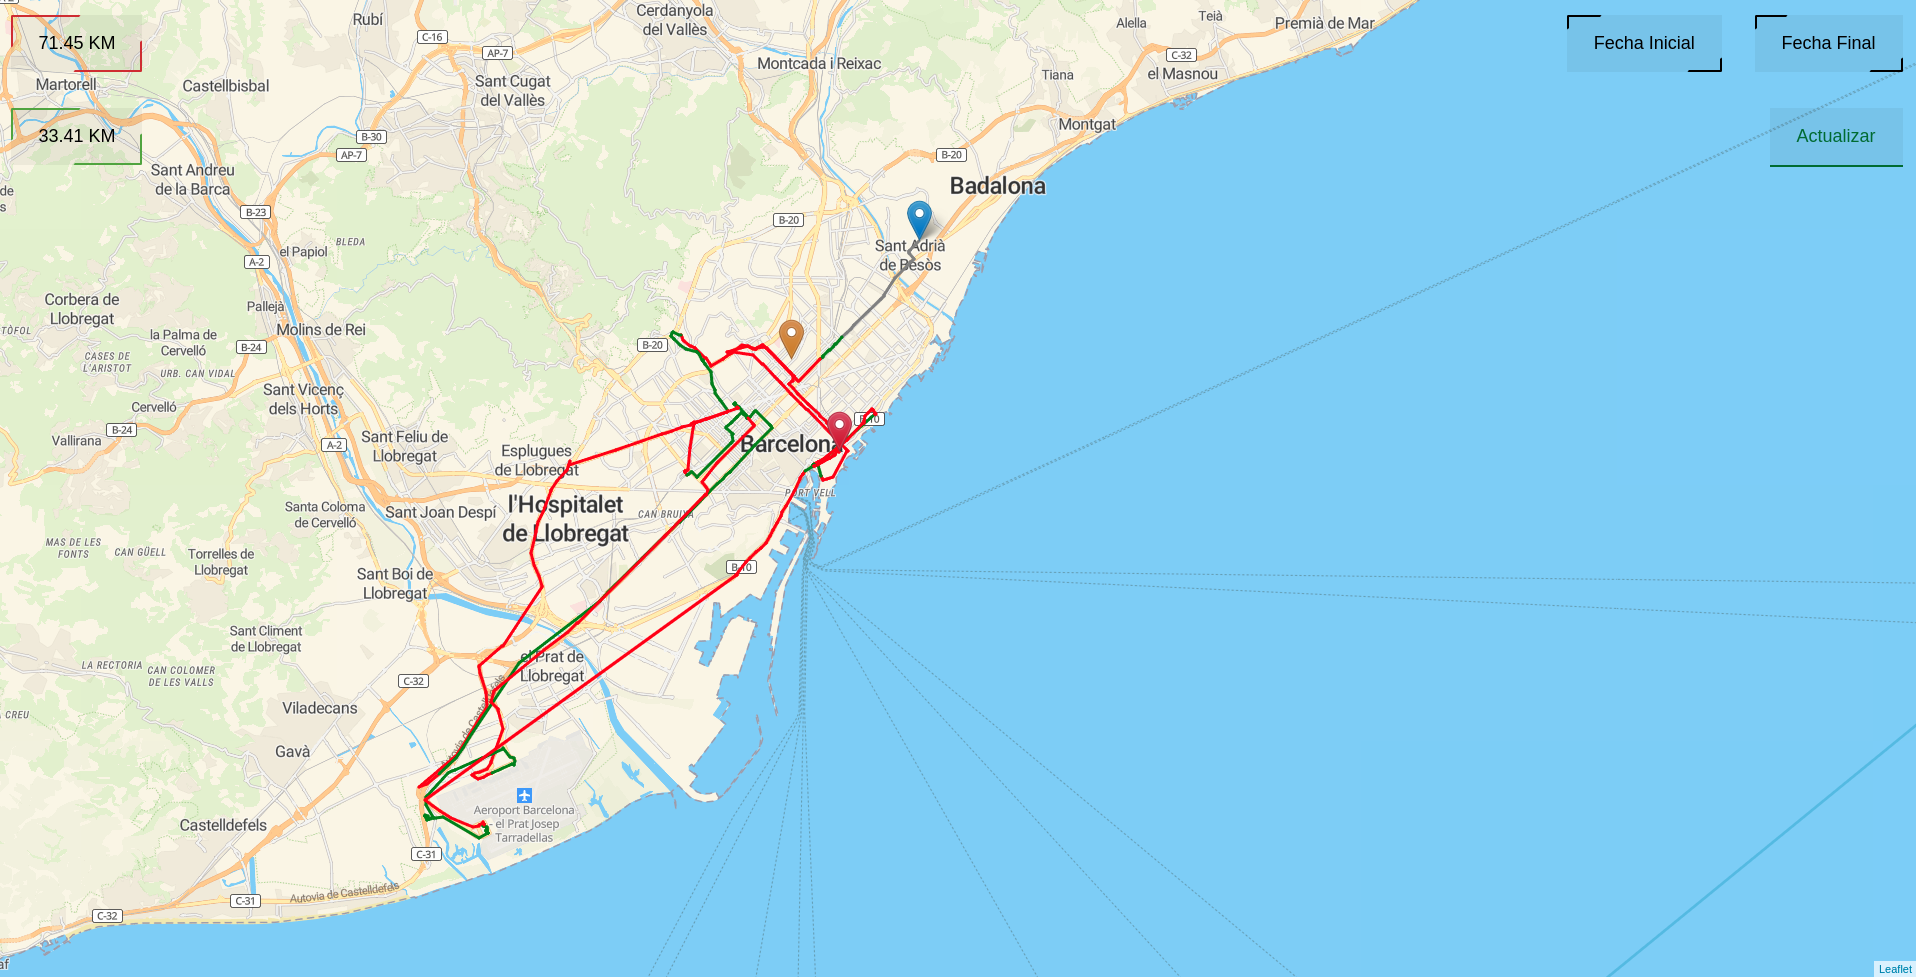 Cerdanyola
del Vallès
Rubí
Alella
Teià
Premià de Mar
C-16
AP-7
C-32
71.45 KM
Fecha Inicial
Fecha Final
Montcada i Reixac
Tiana
el Masnou
Martorell
Castellbisbal
Sant Cugat
del Vallès
Montgat
33.41 KM
B-30
AP-7
B-20
Actualizar
Sant Andreu
de la Barca
Badalona
de
s
B-23
B-20
BLEDA
el Papiol
Sant Adrià
de Besòs
A-2
Corbera de
Llobregat
Pallejà
TÒFOL
la Palma de
Cervelló
Molins de Rei
B-24
B-20
CASES DE
L'ARISTOT
URB. CAN VIDAL
Sant Vicenç
dels Horts
Cervelló
B-24
Vallirana
A-2
Sant Feliu de
Llobregat
Esplugues
de Llobregat
Barcelona
B-10
PORT VELL
Santa Coloma
de Cervelló
Sant Joan Despí
l'Hospitalet
de Llobregat
CAN BRUIXA
MAS DE LES
FONTS
CAN GÜELL
Torrelles de
Llobregat
Sant Boi de
Llobregat
B-10
Sant Climent
de Llobregat
LA RECTORIA
CAN COLOMER
DE LES VALLS
C-32
el Prat de
Llobregat
Autovia de Castelldefels
A CREU
Viladecans
Gavà
Aeroport Barcelona
- el Prat Josep
Tarradellas
Castelldefels
C-31
Autovia de Castelldefels
C-31
C-32
af
Leaflet